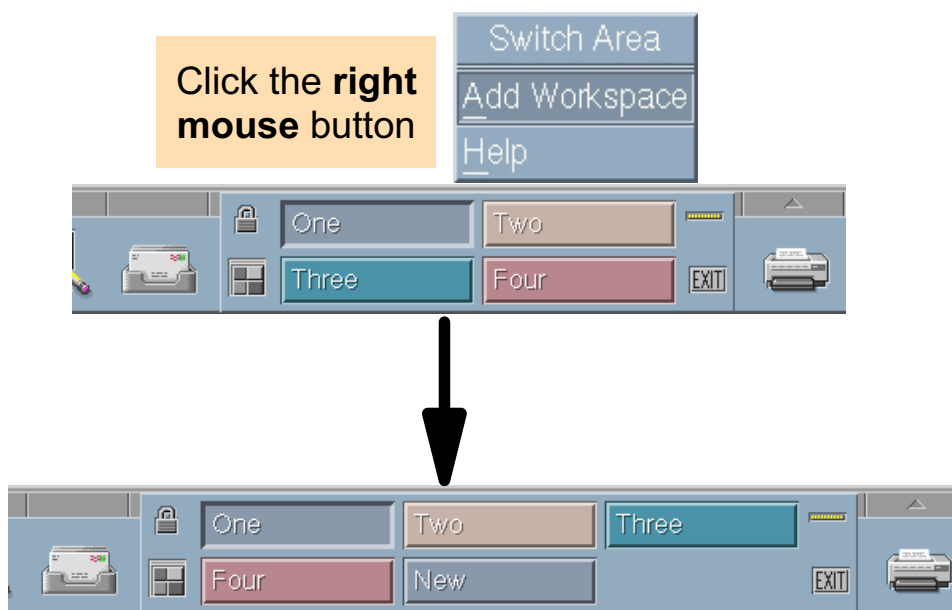 Click the right
mouse button
Switch Area
Add Workspace
Help
One
Two
Three
Four
EXIT
One
Two
Three
Four
New
EXIT